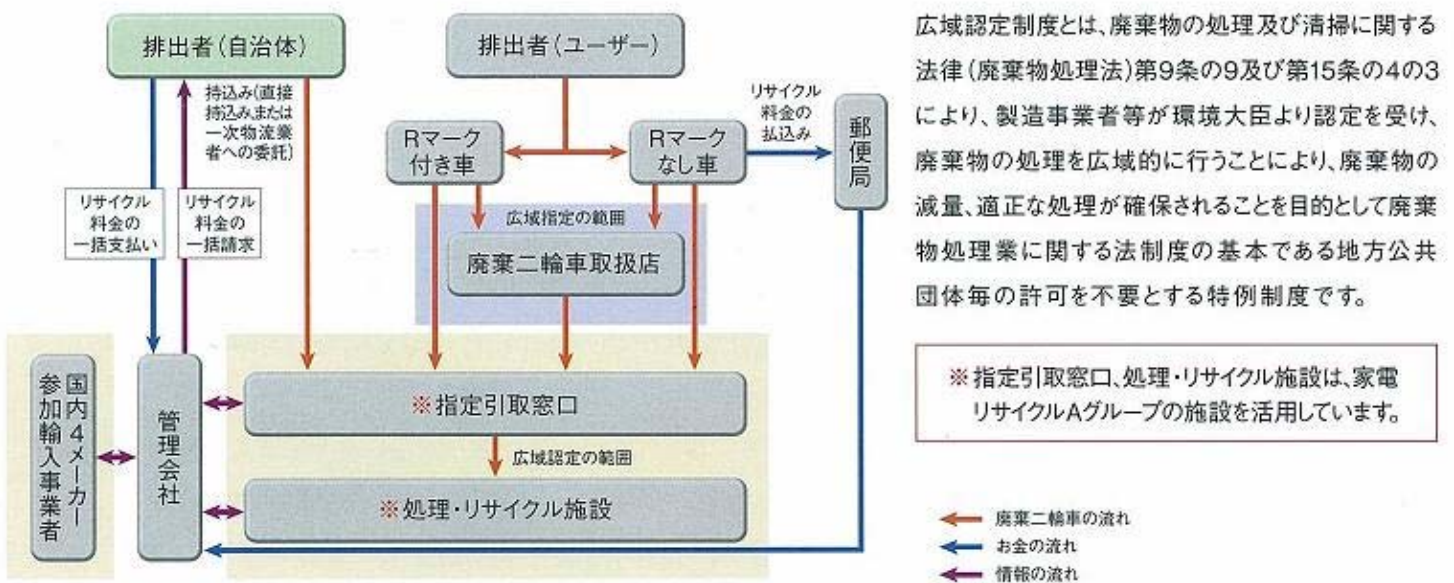 排出者(自治体)
排出者(ユーザー)
持込み(直接
持込み、または
一次物流業
者への委託)
Rマーク
付き車
Rマーク
なし車
リサイクル
料金の
払込み
郵便局
リサイクル
料金の
一括支払い
リサイクル
料金の
一括請求
広域指定の範囲
廃棄二輪車取扱店
国内4メーカー
参加輸入事業者
管理会社
※指定引取窓口
広域認定の範囲
※処理・リサイクル施設
広域認定制度とは、廃棄物の処理及び清掃に関する
法律(廃棄物処理法)第9条の9及び第15条の4の3
により、製造事業者等が環境大臣より認定を受け、
廃棄物の処理を広域的に行うことにより、廃棄物の
減量、適正な処理が確保されることを目的として廃棄
物処理業に関する法制度の基本である地方公共
団体毎の許可を不要とする特例制度です。
※指定引取窓口、処理・リサイクル施設は、家電
リサイクルAグループの施設を活用しています。
廃棄二輪車の流れ
お金の流れ
情報の流れ